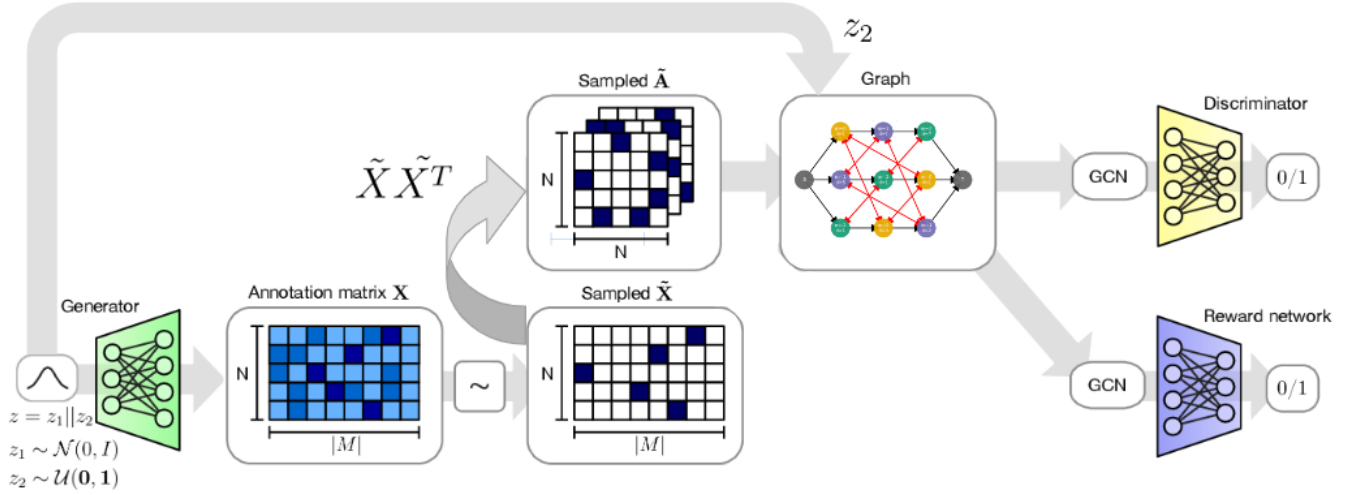 z₂
Sampled Ã
Graph
Discriminator
N
X̃X̃ᵀ
GCN
0/1
N
Generator
Annotation matrix X
Sampled X̃
Reward network
N
~
N
GCN
0/1
z = z₁||z₂
|M|
|M|
z₁ ∼ 𝒩(0, I)
z₂ ∼ 𝒰(𝟎, 𝟏)